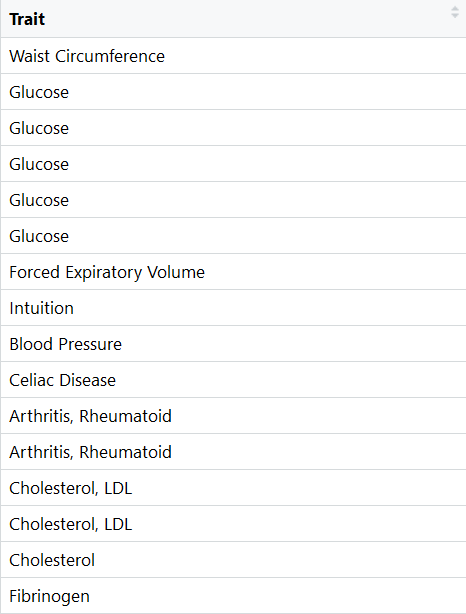 Trait
Waist Circumference
Glucose
Glucose
Glucose
Glucose
Glucose
Forced Expiratory Volume
Intuition
Blood Pressure
Celiac Disease
Arthritis, Rheumatoid
Arthritis, Rheumatoid
Cholesterol, LDL
Cholesterol, LDL
Cholesterol
Fibrinogen